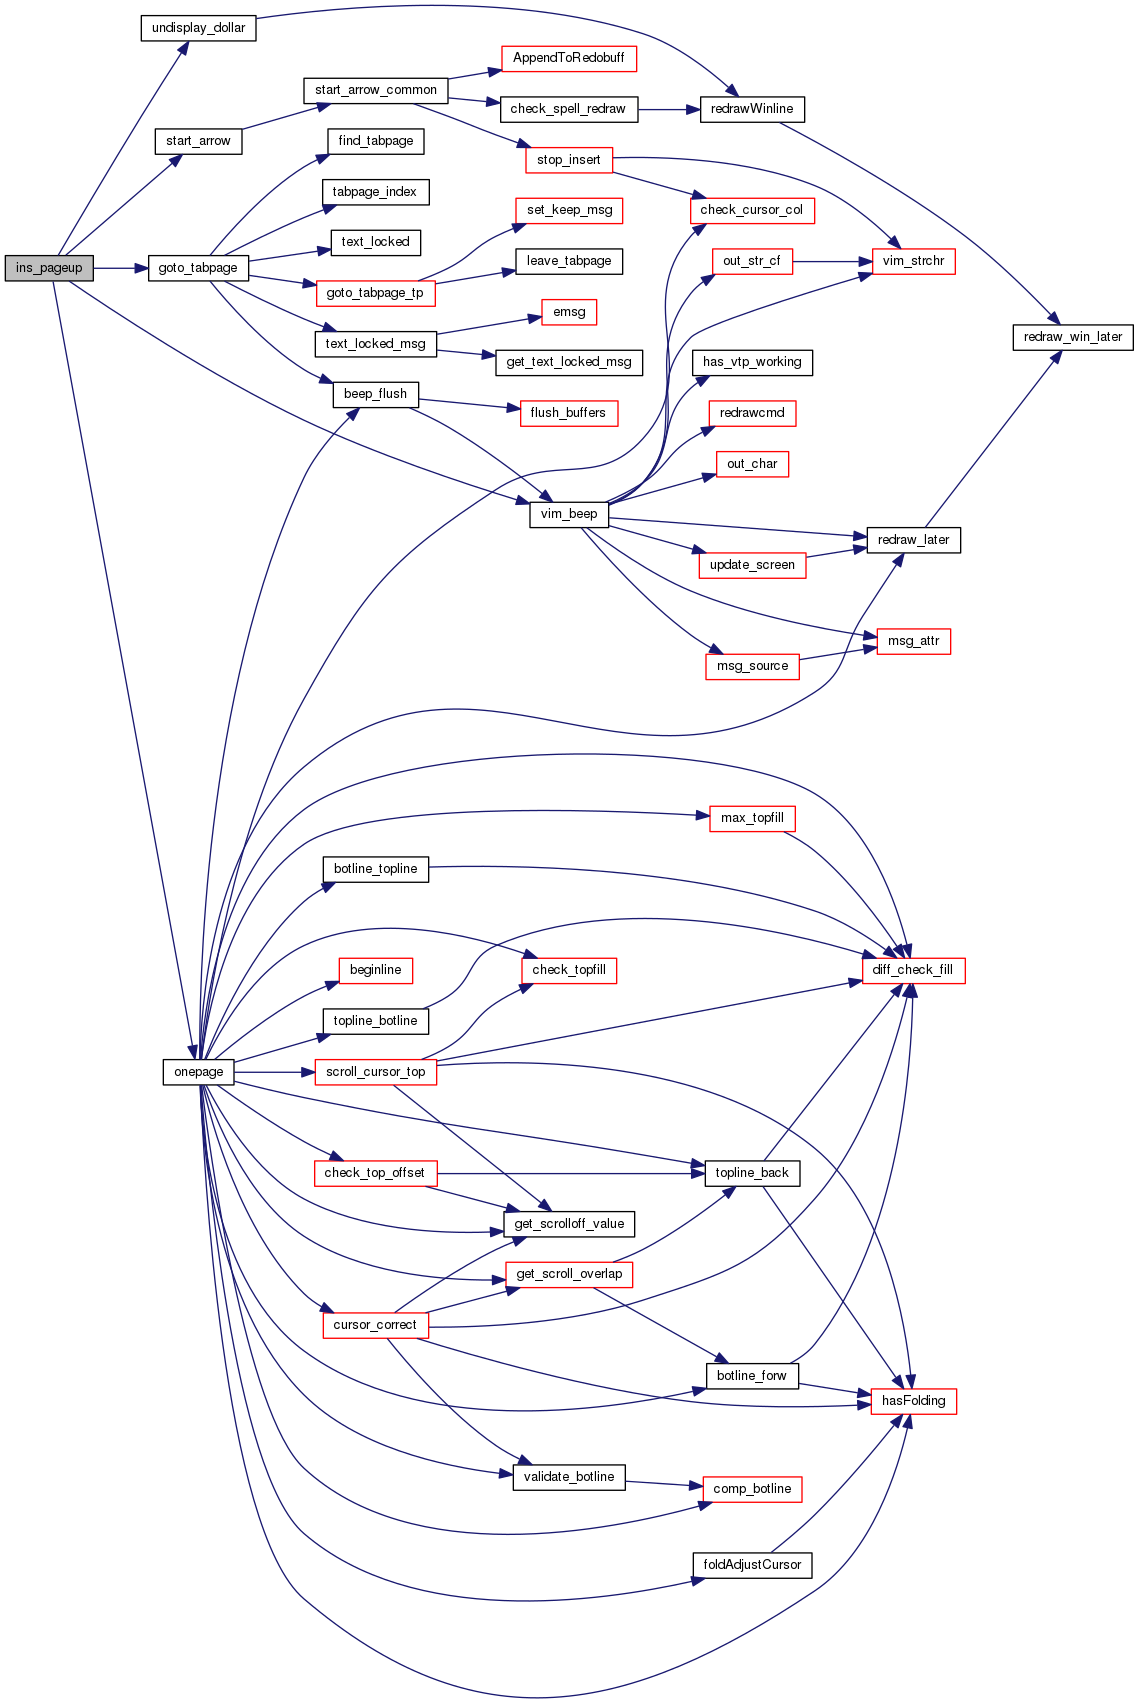 undisplay_dollar
AppendToRedobuff
start_arrow_common
check_spell_redraw
redrawWinline
start_arrow
find_tabpage
stop_insert
tabpage_index
set_keep_msg
check_cursor_col
text_locked
ins_pageup
goto_tabpage
leave_tabpage
out_str_cf
vim_strchr
goto_tabpage_tp
emsg
redraw_win_later
text_locked_msg
get_text_locked_msg
has_vtp_working
beep_flush
flush_buffers
redrawcmd
out_char
vim_beep
redraw_later
update_screen
msg_attr
msg_source
max_topfill
botline_topline
beginline
check_topfill
diff_check_fill
topline_botline
onepage
scroll_cursor_top
check_top_offset
topline_back
get_scrolloff_value
get_scroll_overlap
cursor_correct
botline_forw
hasFolding
validate_botline
comp_botline
foldAdjustCursor